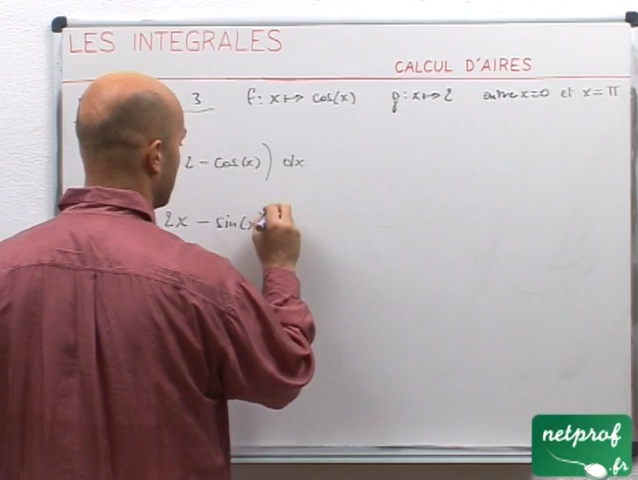 LES INTEGRALES
CALCUL D'AIRES
3 f: x ↦ cos(x) g: x ↦ 2 entre x=0 et x=π
2 - cos(x)) dx
2x - sin(x
netprof
.fr